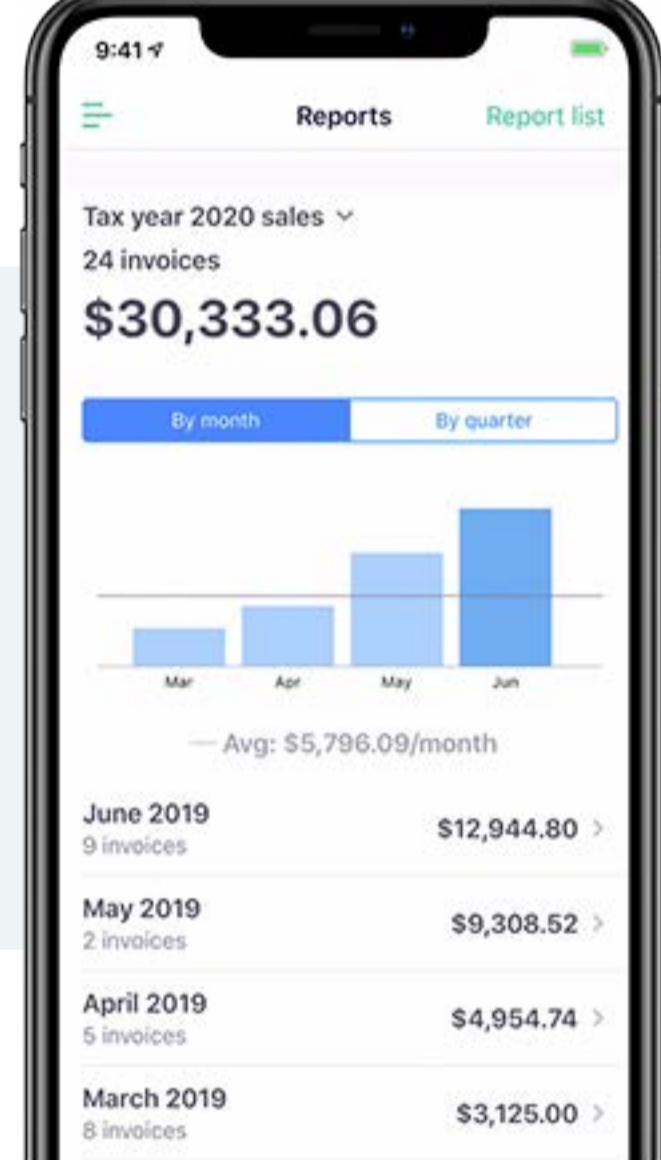 9:41
Reports Report list
Tax year 2020 sales
24 invoices
$30,333.06
By month By quarter
Mar Apr May Jun
Avg: $5,796.09/month
June 2019 $12,944.80
9 invoices
May 2019 $9,308.52
2 invoices
April 2019 $4,954.74
5 invoices
March 2019 $3,125.00
8 invoices